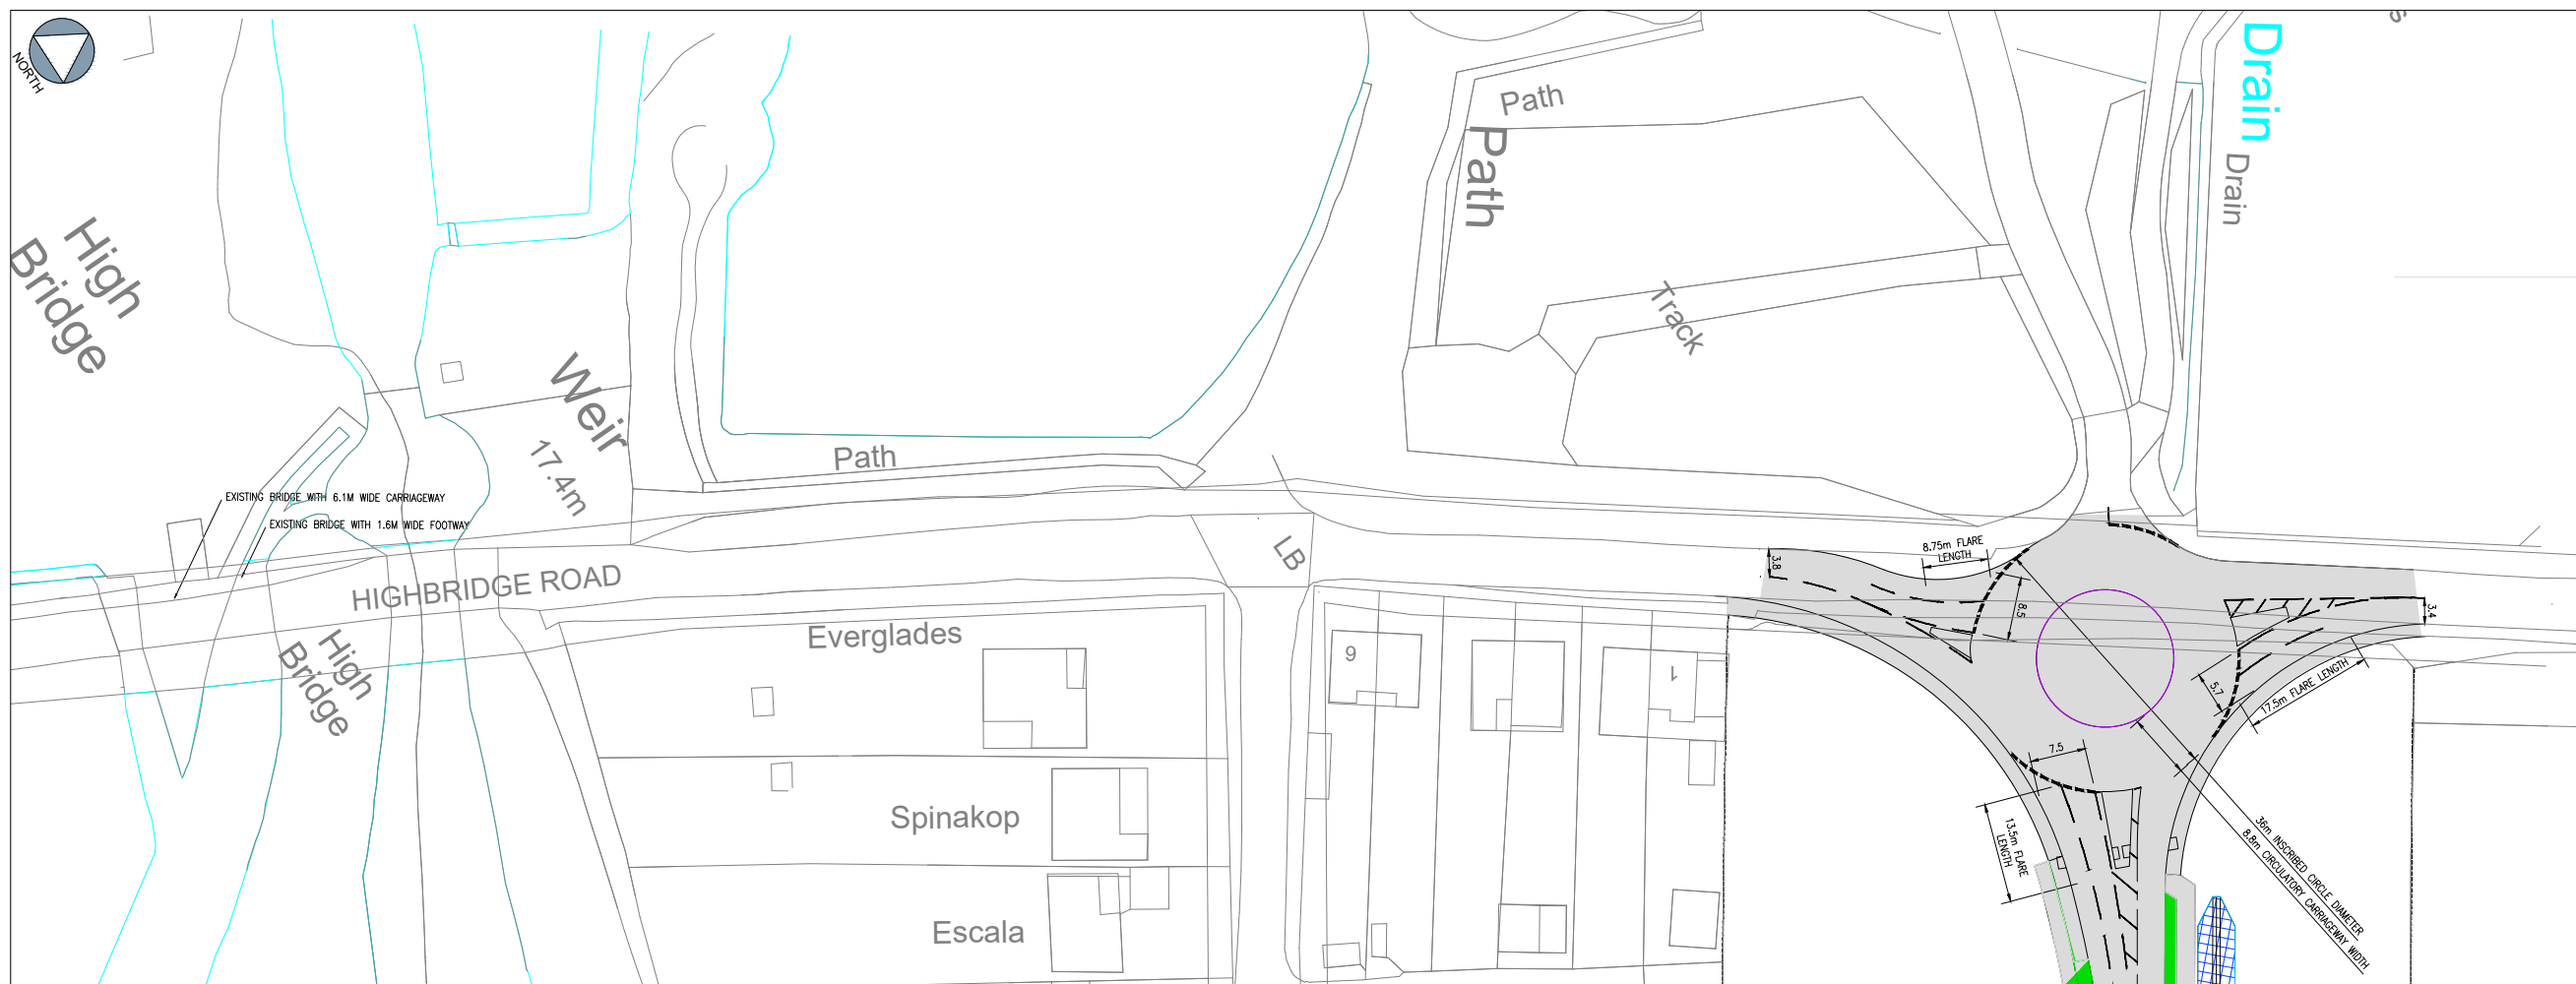 NORTH
High
Bridge
Weir
17.4m
Path
Path
Path
Track
Drain
Drain
s
EXISTING BRIDGE WITH 6.1M WIDE CARRIAGEWAY
EXISTING BRIDGE WITH 1.6M WIDE FOOTWAY
HIGHBRIDGE ROAD
High
Bridge
LB
Everglades
Spinakop
Escala
9
1
3.8
8.75m FLARE
LENGTH
8.5
3.4
5.7
17.5m FLARE LENGTH
7.5
13.5m FLARE
LENGTH
36m INSCRIBED CIRCLE DIAMETER
8.8m CIRCULATORY CARRIAGEWAY WIDTH